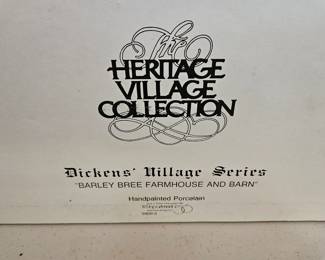 The
HERITAGE
VILLAGE
COLLECTION
Dickens' Village Series
"BARLEY BREE FARMHOUSE AND BARN"
Handpainted Porcelain